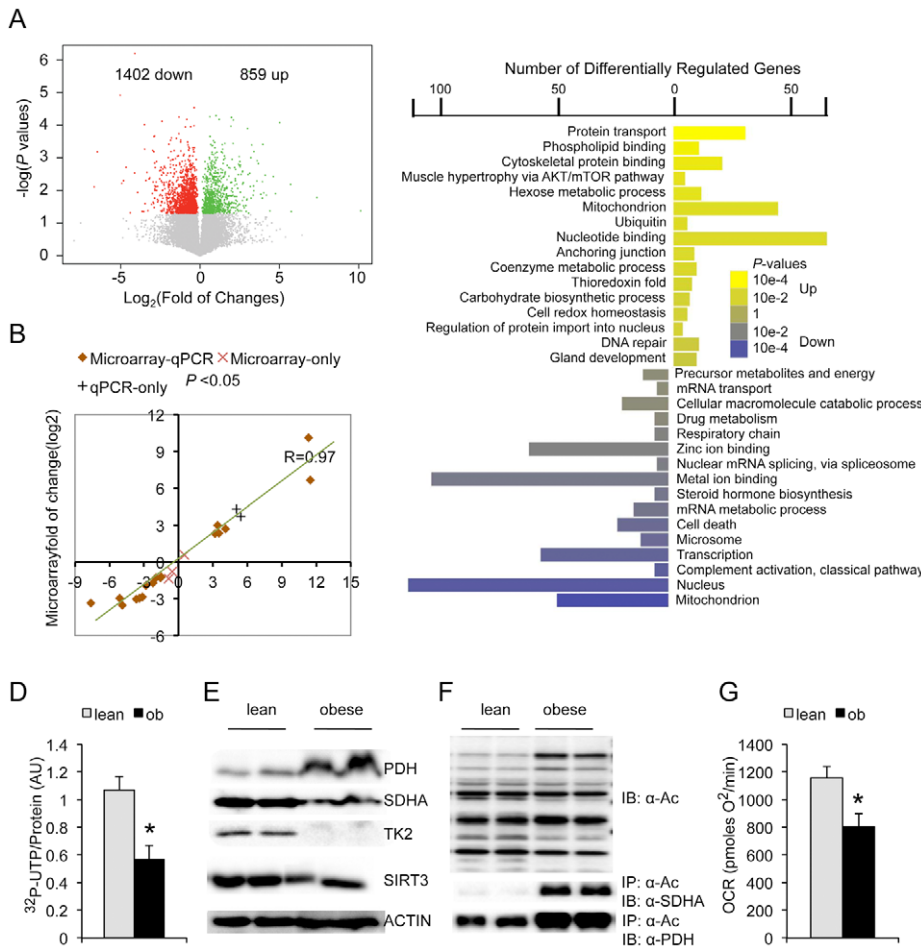 A
1402 down
859 up
6
5
4
3
2
1
0
-log(P values)
-5
0
5
10
Log2(Fold of Changes)
Number of Differentially Regulated Genes
100
50
0
50
Protein transport
Phospholipid binding
Cytoskeletal protein binding
Muscle hypertrophy via AKT/mTOR pathway
Hexose metabolic process
Mitochondrion
Ubiquitin
Nucleotide binding
Anchoring junction
Coenzyme metabolic process
Thioredoxin fold
Carbohydrate biosynthetic process
Cell redox homeostasis
Regulation of protein import into nucleus
DNA repair
Gland development
P-values
10e-4
10e-2
1
10e-2
10e-4
Up
Down
Precursor metabolites and energy
mRNA transport
Cellular macromolecule catabolic process
Drug metabolism
Respiratory chain
Zinc ion binding
Nuclear mRNA splicing, via spliceosome
Metal ion binding
Steroid hormone biosynthesis
mRNA metabolic process
Cell death
Microsome
Transcription
Complement activation, classical pathway
Nucleus
Mitochondrion
B
Microarray-qPCR
Microarray-only
qPCR-only
P <0.05
Microarrayfold of change(log2)
12
9
6
3
0
-3
-6
-9
-6
-3
0
3
6
9
12
15
R=0.97
D
lean
ob
32P-UTP/Protein (AU)
1.4
1.2
1
0.8
0.6
0.4
0.2
0
*
E
lean
obese
PDH
SDHA
TK2
SIRT3
ACTIN
F
lean
obese
IB: α-Ac
IP: α-Ac
IB: α-SDHA
IP: α-Ac
IB: α-PDH
G
lean
ob
OCR (pmoles O2/min)
1400
1200
1000
800
600
400
200
0
*